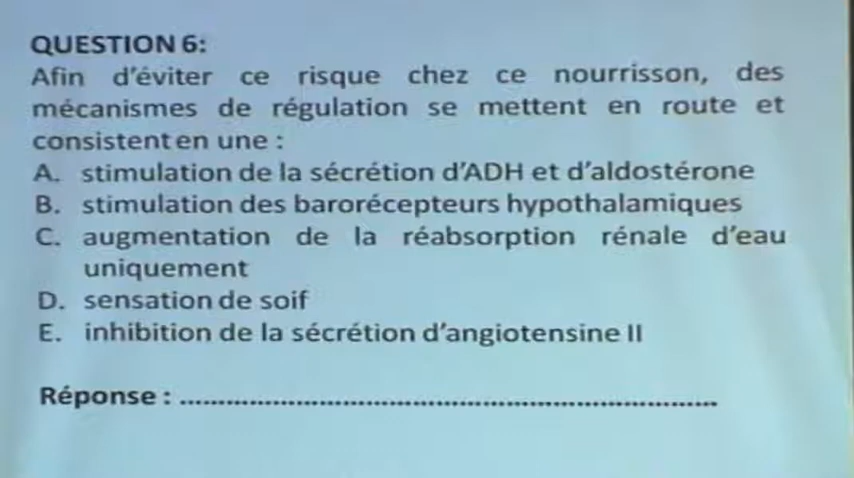 QUESTION 6:
Afin d'éviter ce risque chez ce nourrisson, des
mécanismes de régulation se mettent en route et
consistent en une :
A. stimulation de la sécrétion d'ADH et d'aldostérone
B. stimulation des barorécepteurs hypothalamiques
C. augmentation de la réabsorption rénale d'eau
uniquement
D. sensation de soif
E. inhibition de la sécrétion d'angiotensine II
Réponse : ................................................................